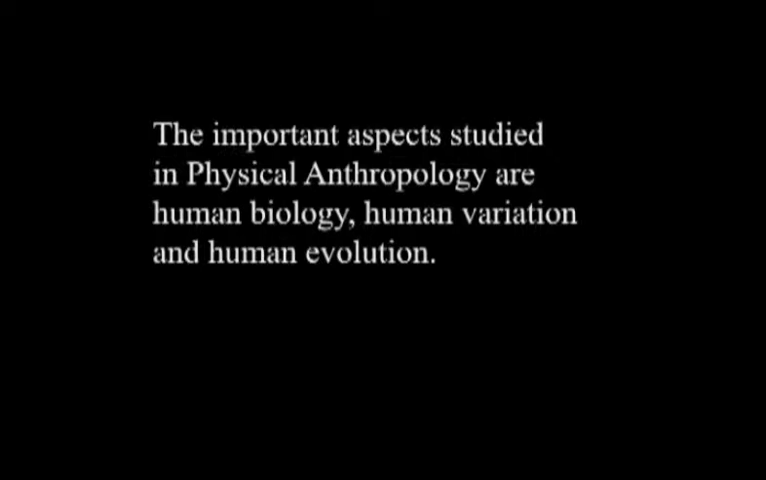 The important aspects studied
in Physical Anthropology are
human biology, human variation
and human evolution.